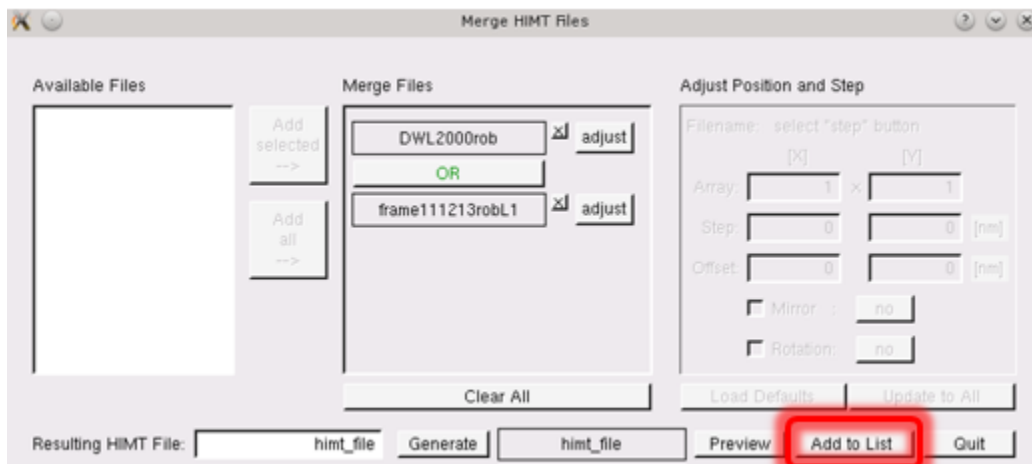 Merge HIMT Files
Available Files
Merge Files
Adjust Position and Step
Add
selected
-->
Add
all
-->
DWL2000rob
x
adjust
OR
frame111213robL1
x
adjust
Clear All
Filename: select "step" button
[X] [Y]
Array: 1 x 1
Step: 0 0 [nm]
Offset: 0 0 [nm]
Mirror : no
Rotation: no
Load Defaults Update to All
Resulting HIMT File: himt_file Generate himt_file Preview Add to List Quit